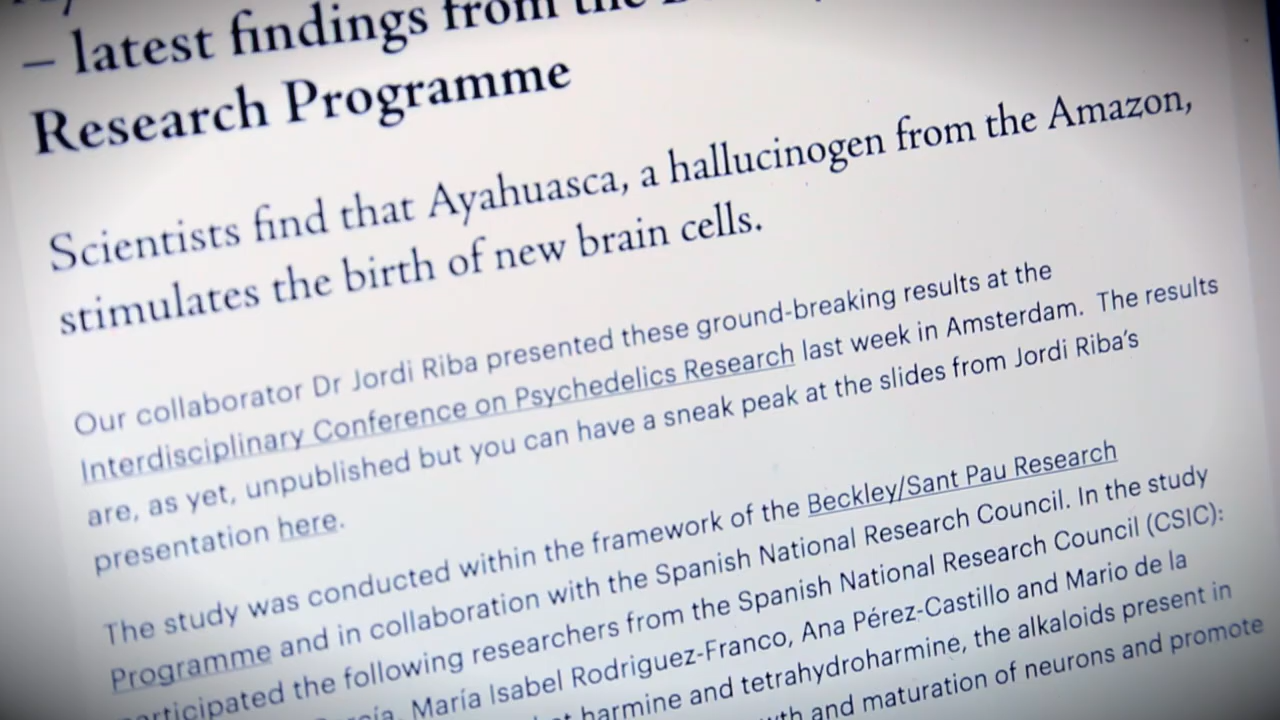 – latest findings from the
Research Programme
Scientists find that Ayahuasca, a hallucinogen from the Amazon,
stimulates the birth of new brain cells.
Our collaborator Dr Jordi Riba presented these ground-breaking results at the
Interdisciplinary Conference on Psychedelics Research last week in Amsterdam. The results
are, as yet, unpublished but you can have a sneak peak at the slides from Jordi Riba's
presentation here.
The study was conducted within the framework of the Beckley/Sant Pau Research
Programme and in collaboration with the Spanish National Research Council. In the study
participated the following researchers from the Spanish National Research Council (CSIC):
María Isabel Rodriguez-Franco, Ana Pérez-Castillo and Mario de la
harmine and tetrahydroharmine, the alkaloids present in
and maturation of neurons and promote